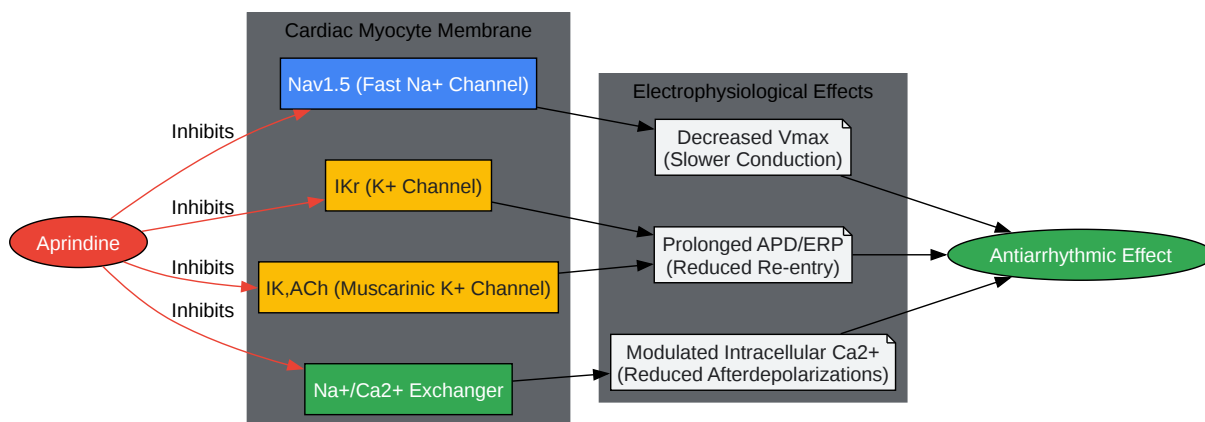 Cardiac Myocyte Membrane
Nav1.5 (Fast Na+ Channel)
Electrophysiological Effects
Inhibits
Decreased Vmax
(Slower Conduction)
IKr (K+ Channel)
Inhibits
Aprindine
Prolonged APD/ERP
(Reduced Re-entry)
Antiarrhythmic Effect
Inhibits
IK,ACh (Muscarinic K+ Channel)
Inhibits
Modulated Intracellular Ca2+
(Reduced Afterdepolarizations)
Na+/Ca2+ Exchanger